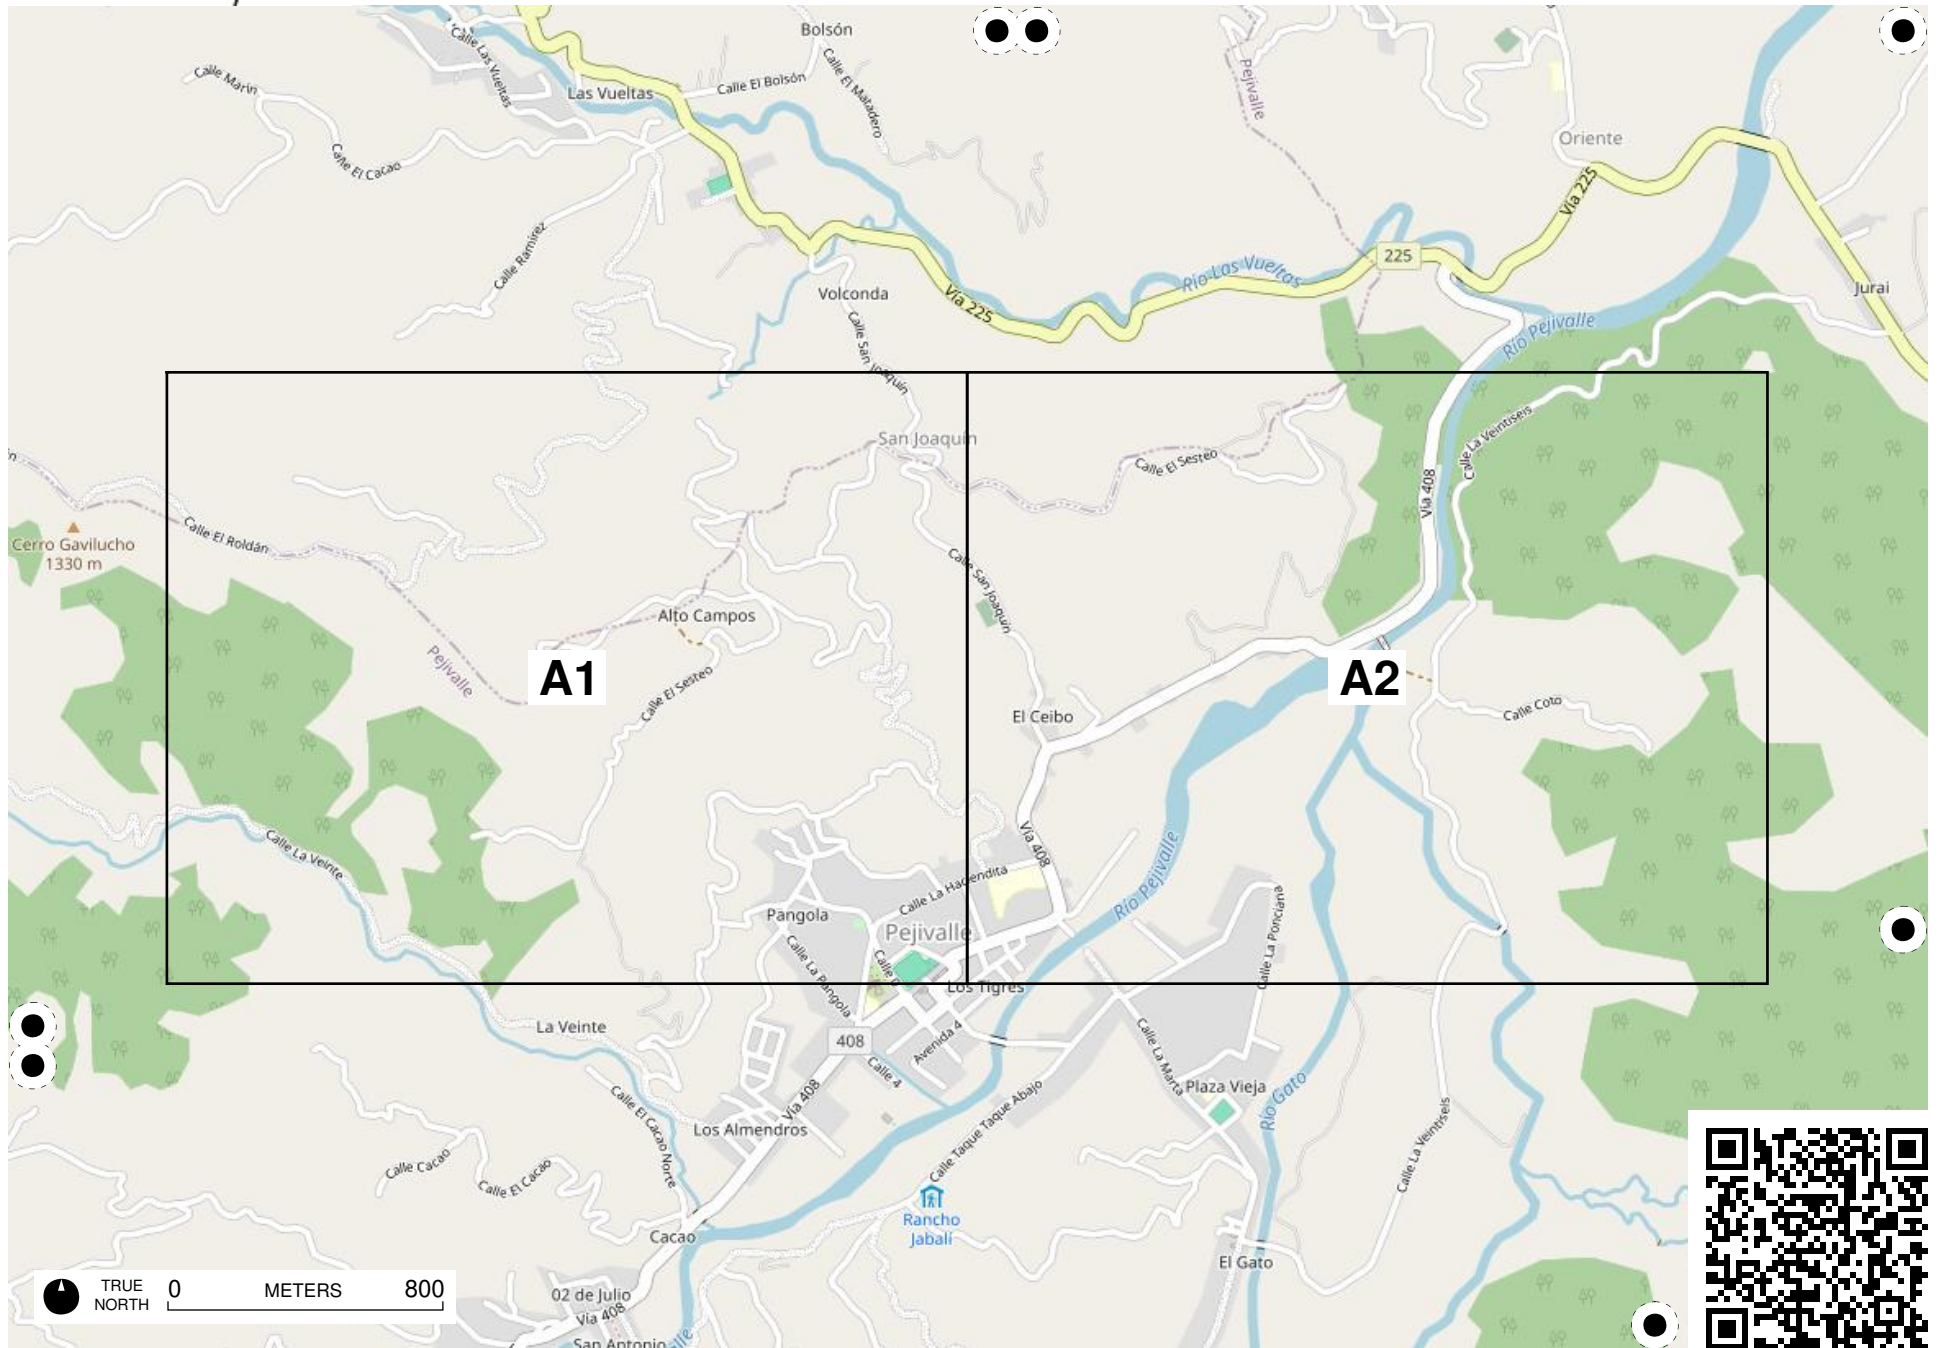 Bolsón
Calle Las Vueltas
Calle Marín
Las Vueltas
Calle El Bolsón
Calle El Matadero
Pejivalle
Oriente
Calle El Cacao
Vía 225
Calle Ramírez
225
Río Las Vueltas
Volconda
Vía 225
Jurai
Río Pejivalle
Calle San Joaquín
San Joaquín
Calle El Sesteo
Calle La Veintiseis
Vía 408
Calle El Roldán
Cerro Gavilucho
1330 m
Calle San Joaquín
Alto Campos
Pejivalle
A1
A2
Calle El Sesteo
El Ceibo
Calle Coto
Vía 408
Calle La Veinte
Río Pejivalle
Calle La Haciendita
Calle La Ponciana
Pangola
Pejivalle
Calle La Pangola
Los Tigres
La Veinte
408
Avenida 4
Calle 4
Calle La Marta
Plaza Vieja
Río Gato
Vía 408
Calle El Cacao Norte
Calle Taque Taque Abajo
Los Almendros
Calle La Veintiseis
Calle Cacao
Calle El Cacao
Rancho
Jabalí
Cacao
El Gato
TRUE
NORTH
0 METERS 800
02 de Julio
Vía 408
San Antonio